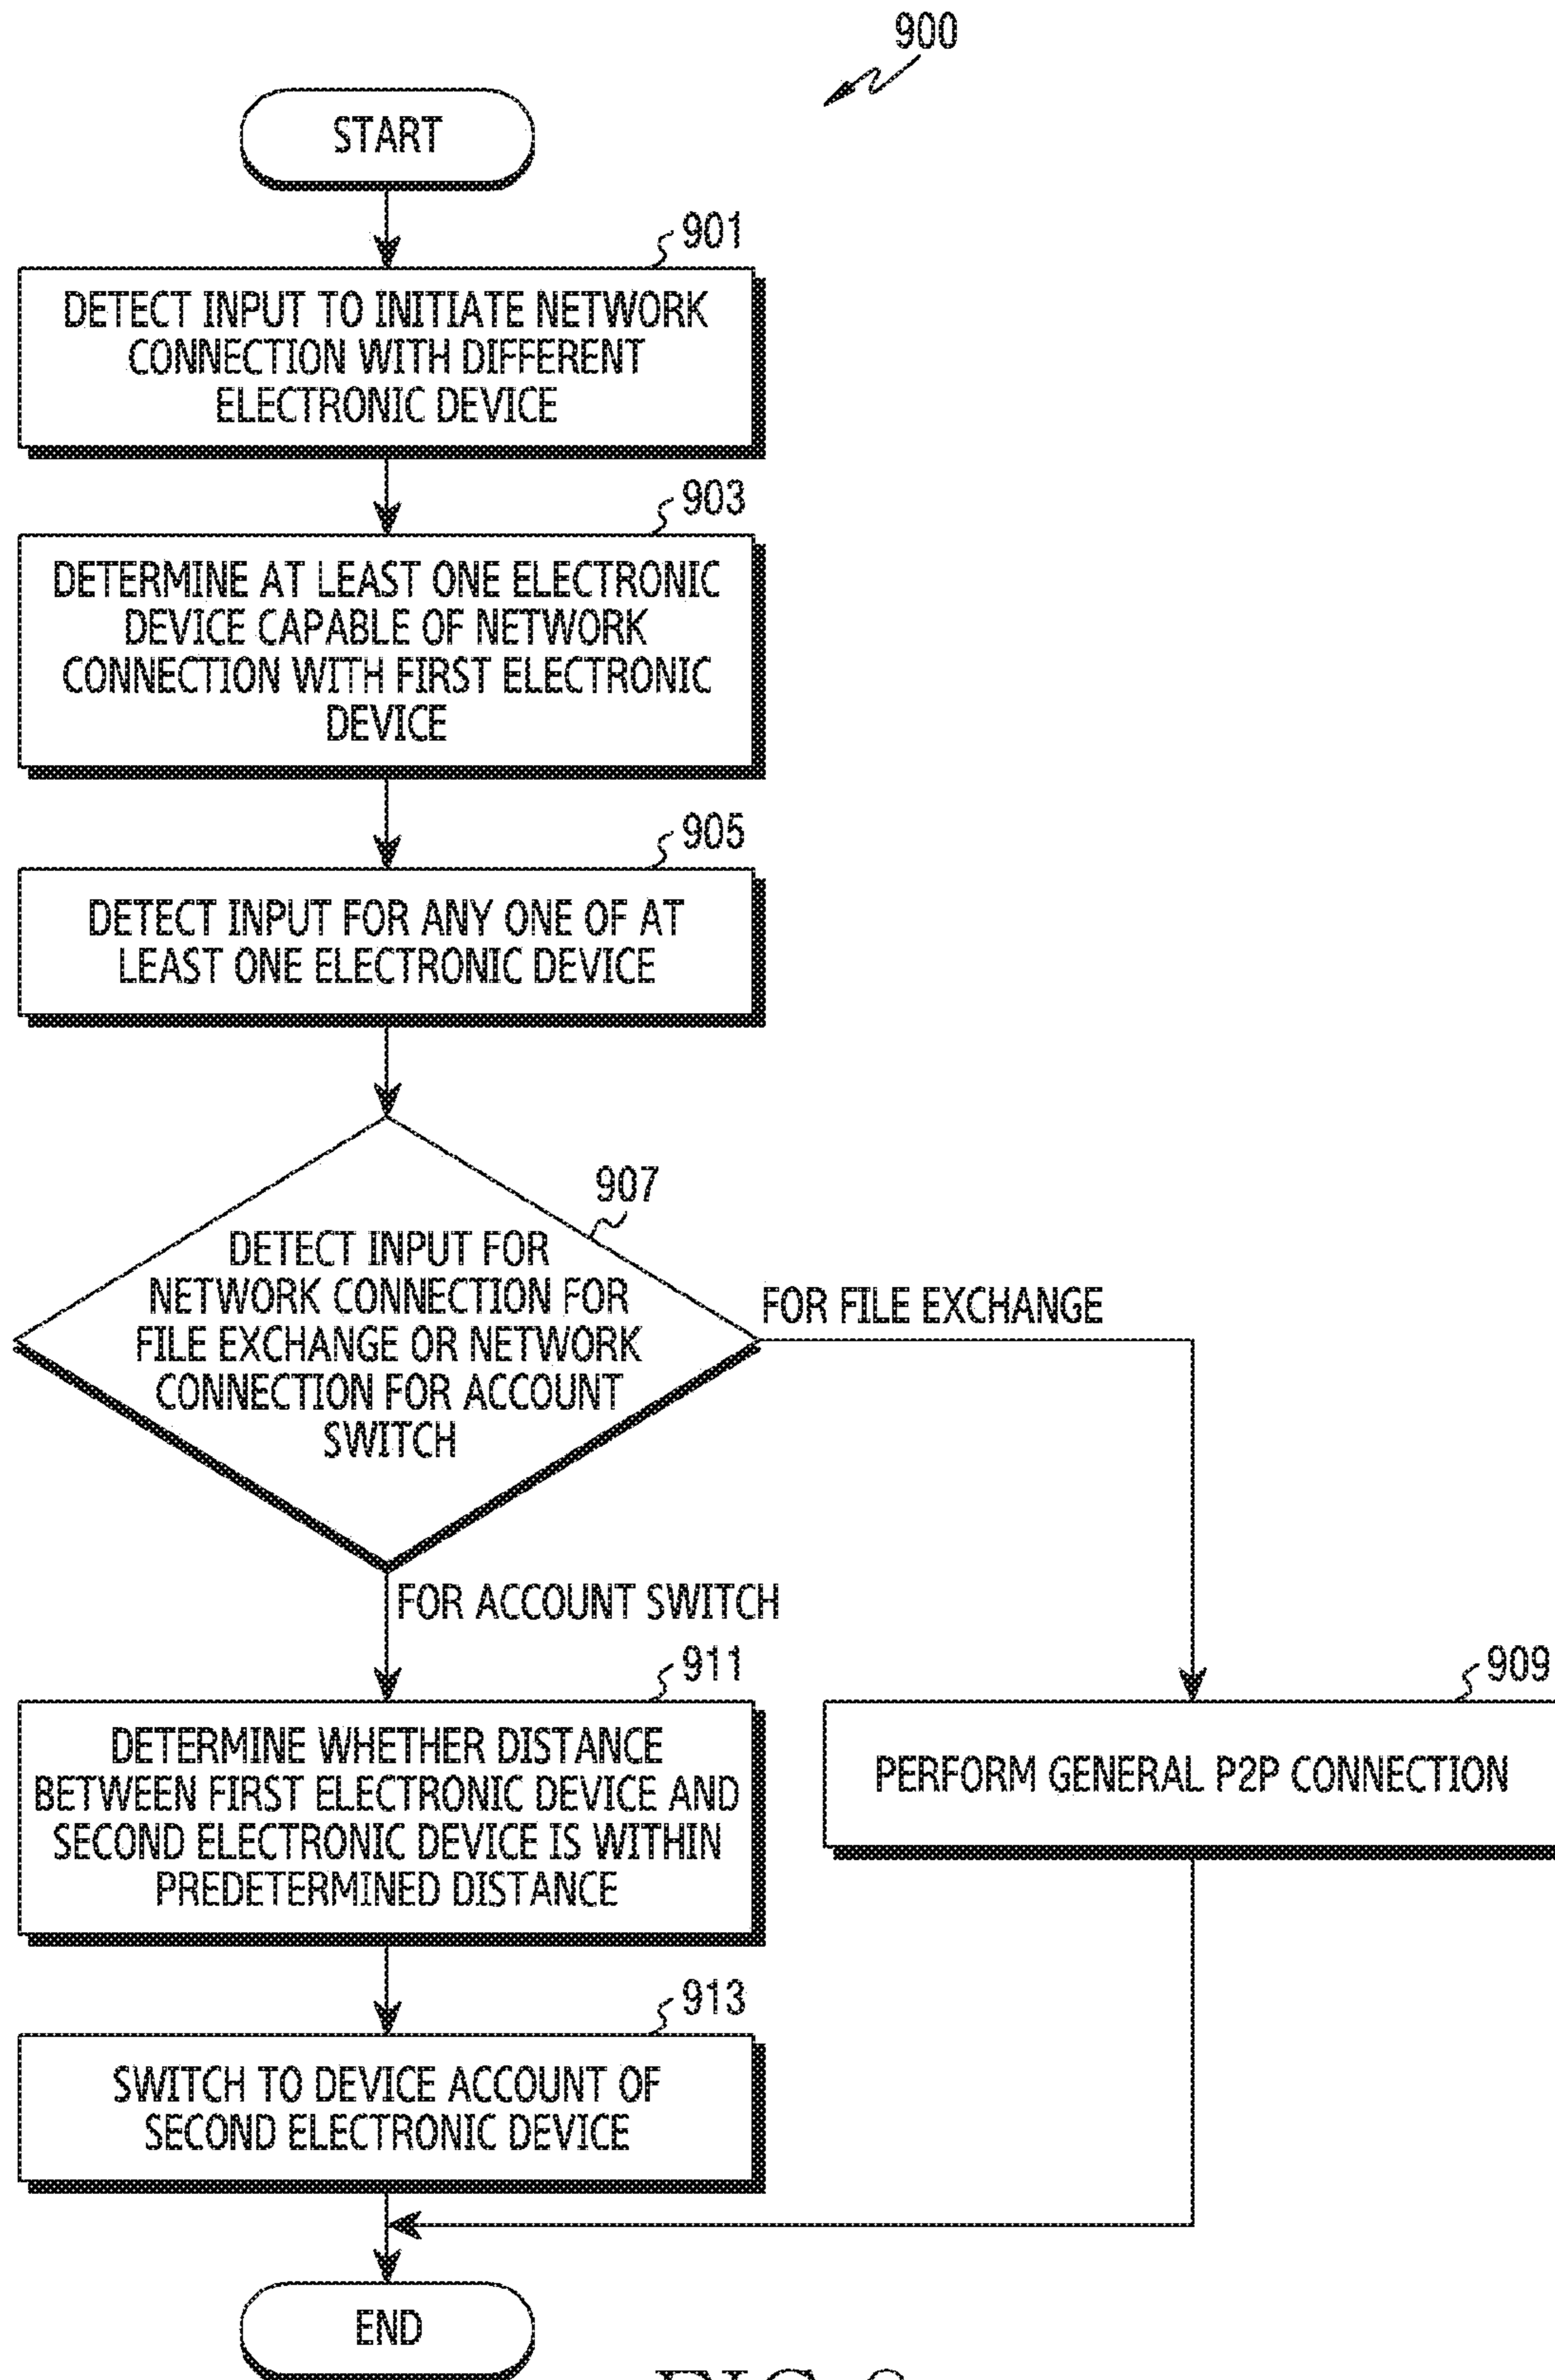 900
START
901
DETECT INPUT TO INITIATE NETWORK
CONNECTION WITH DIFFERENT
ELECTRONIC DEVICE
903
DETERMINE AT LEAST ONE ELECTRONIC
DEVICE CAPABLE OF NETWORK
CONNECTION WITH FIRST ELECTRONIC
DEVICE
905
DETECT INPUT FOR ANY ONE OF AT
LEAST ONE ELECTRONIC DEVICE
907
DETECT INPUT FOR
NETWORK CONNECTION FOR
FILE EXCHANGE OR NETWORK
CONNECTION FOR ACCOUNT
SWITCH
FOR FILE EXCHANGE
FOR ACCOUNT SWITCH
911
DETERMINE WHETHER DISTANCE
BETWEEN FIRST ELECTRONIC DEVICE AND
SECOND ELECTRONIC DEVICE IS WITHIN
PREDETERMINED DISTANCE
909
PERFORM GENERAL P2P CONNECTION
913
SWITCH TO DEVICE ACCOUNT OF
SECOND ELECTRONIC DEVICE
END